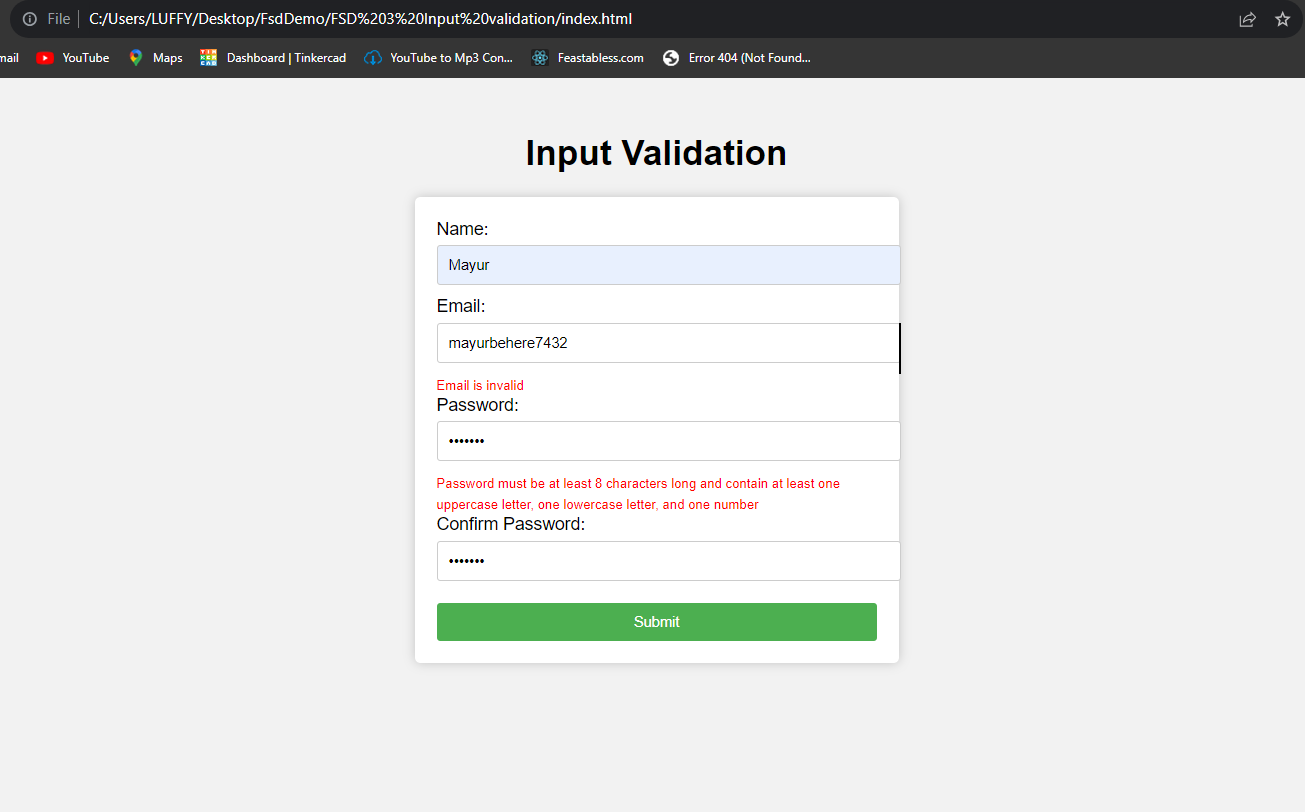 File C:/Users/LUFFY/Desktop/FsdDemo/FSD%203%20Input%20validation/index.html
mail YouTube Maps Dashboard | Tinkercad YouTube to Mp3 Con... Feastabless.com Error 404 (Not Found...
Input Validation
Name:
Mayur
Email:
mayurbehere7432
Email is invalid
Password:
•••••••
Password must be at least 8 characters long and contain at least one
uppercase letter, one lowercase letter, and one number
Confirm Password:
•••••••
Submit